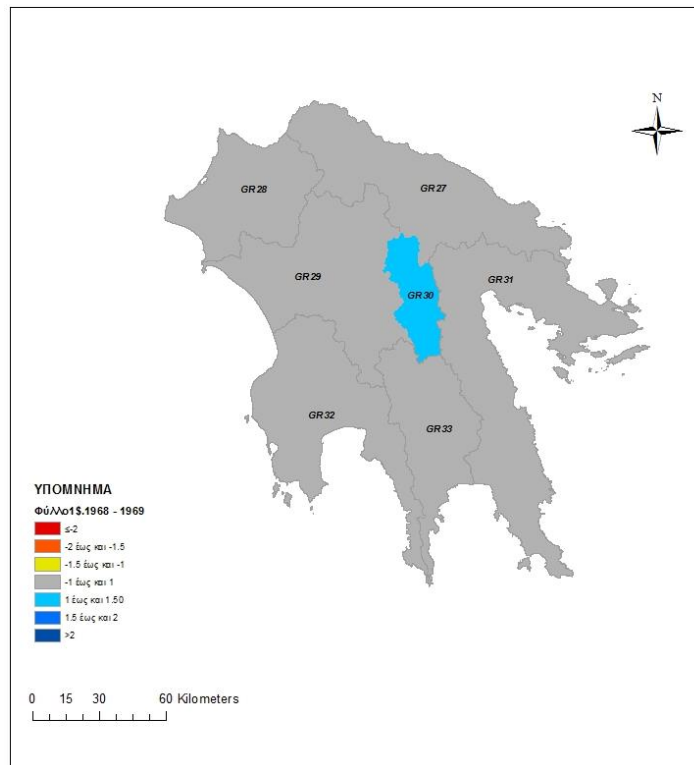 N
GR28
GR27
GR29
GR30
GR31
GR32
GR33
ΥΠΟΜΝΗΜΑ
Φύλλο1$.1968 - 1969
≤-2
-2 έως και -1.5
-1.5 έως και -1
-1 έως και 1
1 έως και 1.50
1.5 έως και 2
>2
0 15 30 60 Kilometers